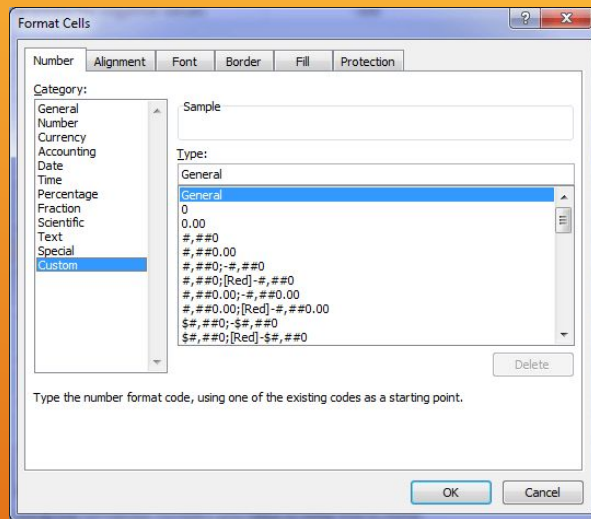 Format Cells
Number Alignment Font Border Fill Protection
Category:
General
Number
Currency
Accounting
Date
Time
Percentage
Fraction
Scientific
Text
Special
Custom
Sample
Type:
General
General
0
0.00
#,##0
#,##0.00
#,##0;-#,##0
#,##0;[Red]-#,##0
#,##0.00;-#,##0.00
#,##0.00;[Red]-#,##0.00
$#,##0;-$#,##0
$#,##0;[Red]-$#,##0
Delete
Type the number format code, using one of the existing codes as a starting point.
OK Cancel